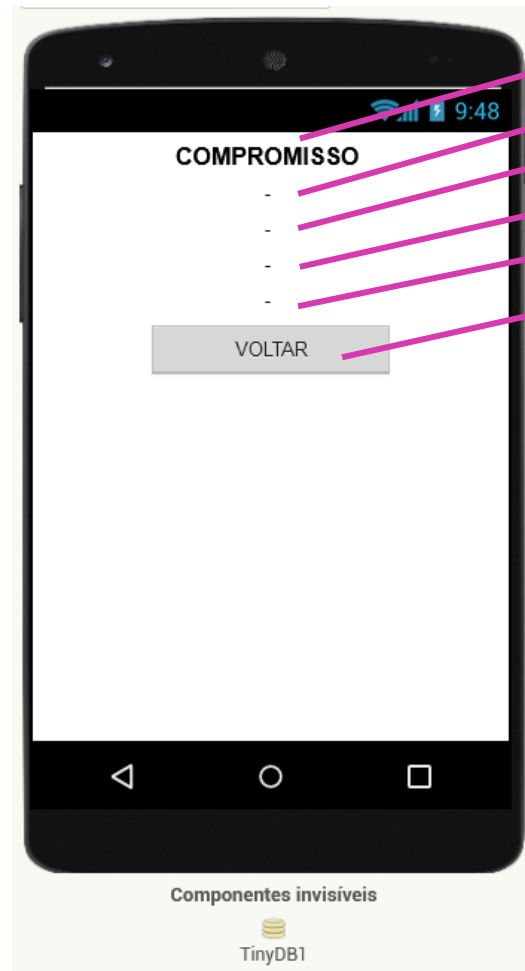 9:48
COMPROMISSO
-
-
-
-
VOLTAR
Componentes invisíveis
TinyDB1